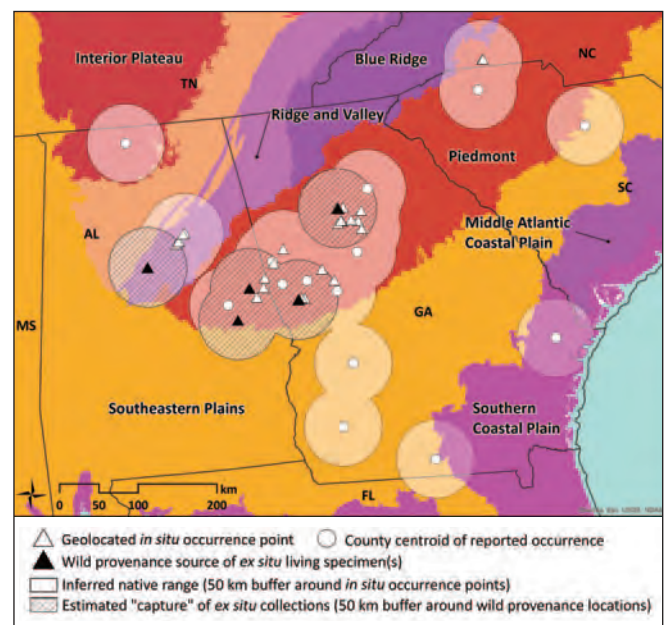 Interior Plateau
Blue Ridge
NC
TN
Ridge and Valley
Piedmont
SC
AL
Middle Atlantic
Coastal Plain
MS
GA
Southeastern Plains
Southern
Coastal Plain
FL
km
0 50 100 200
Geolocated in situ occurrence point
County centroid of reported occurrence
Wild provenance source of ex situ living specimen(s)
Inferred native range (50 km buffer around in situ occurrence points)
Estimated "capture" of ex situ collections (50 km buffer around wild provenance locations)